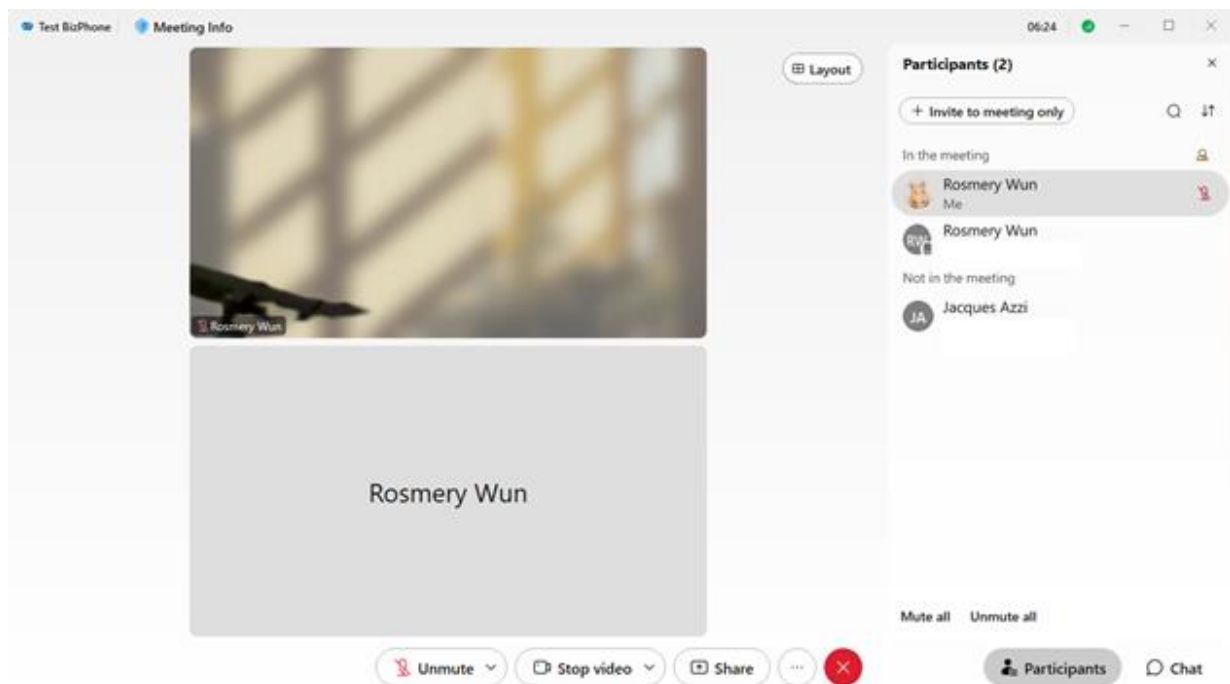 Test BizPhone
Meeting Info
06:24
Layout
Rosmery Wun
Rosmery Wun
Participants (2)
+ Invite to meeting only
In the meeting
Rosmery Wun
Me
RW
Rosmery Wun
Not in the meeting
JA
Jacques Azzi
Mute all
Unmute all
Unmute
Stop video
Share
Participants
Chat